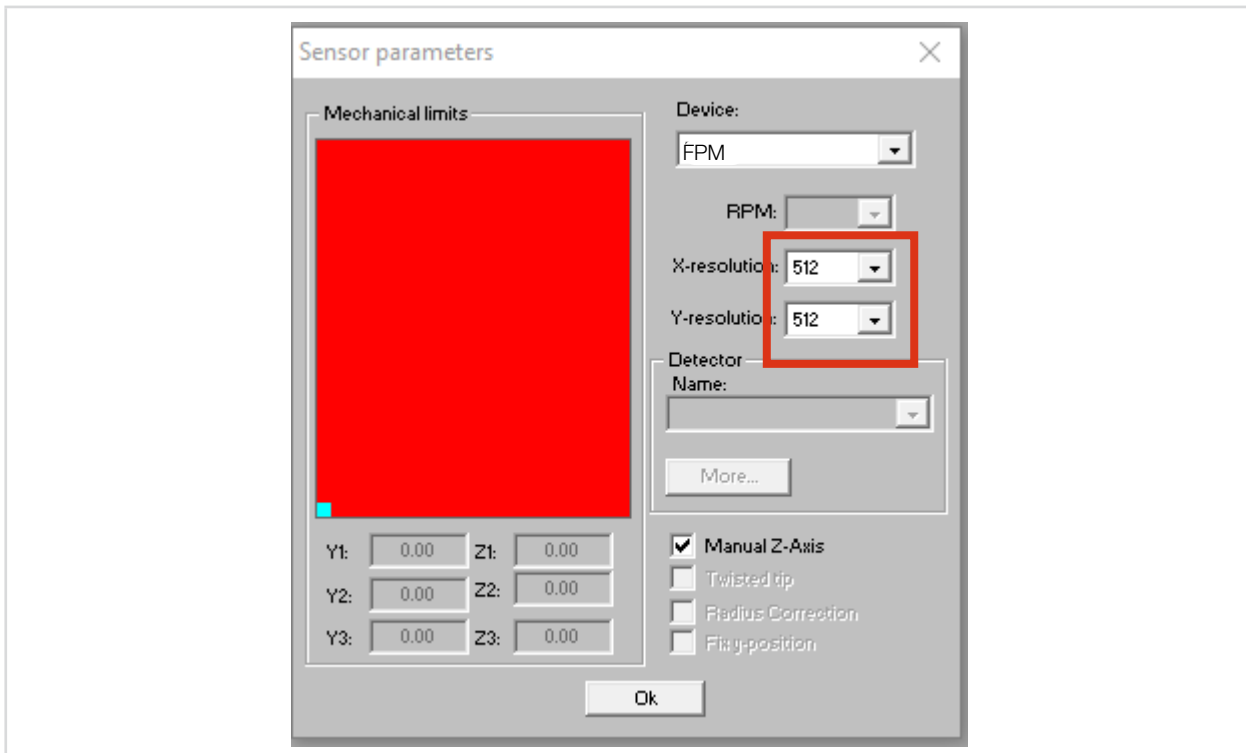 Sensor parameters
Mechanical limits
Device:
FPM
RPM:
X-resolution: 512
Y-resolution: 512
Detector
Name:
More...
Y1: 0.00 Z1: 0.00
Y2: 0.00 Z2: 0.00
Y3: 0.00 Z3: 0.00
Manual Z-Axis
Twisted tip
Radius Correction
Fix y-position
Ok